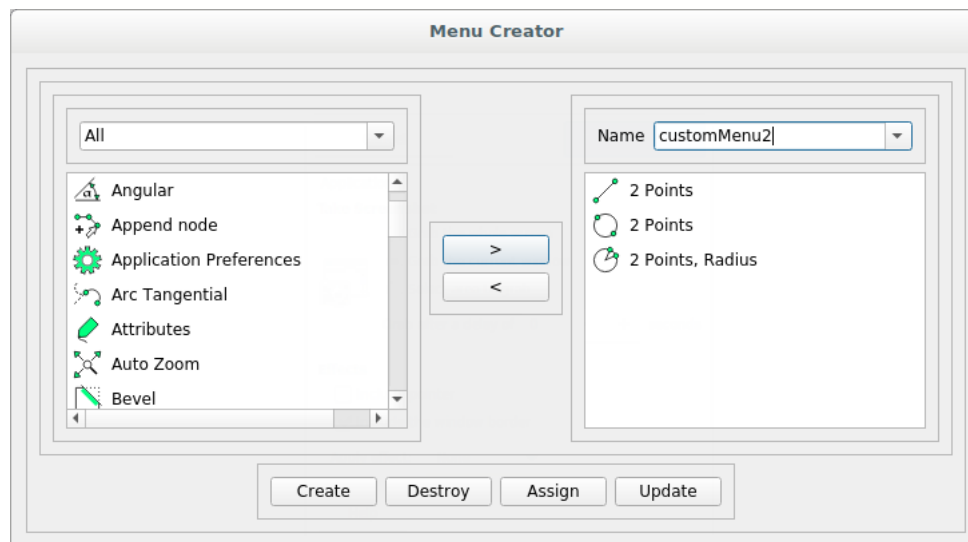 Menu Creator
All
Angular
Append node
Application Preferences
Arc Tangential
Attributes
Auto Zoom
Bevel
>
<
Name customMenu2
2 Points
2 Points
2 Points, Radius
Create Destroy Assign Update